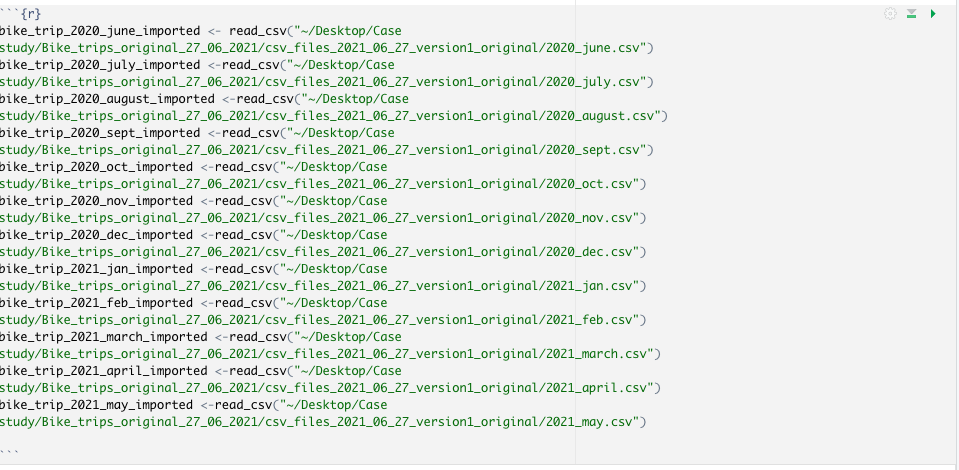 ```{r}
bike_trip_2020_june_imported <- read_csv("~/Desktop/Case
study/Bike_trips_original_27_06_2021/csv_files_2021_06_27_version1_original/2020_june.csv")
bike_trip_2020_july_imported <-read_csv("~/Desktop/Case
study/Bike_trips_original_27_06_2021/csv_files_2021_06_27_version1_original/2020_july.csv")
bike_trip_2020_august_imported <-read_csv("~/Desktop/Case
study/Bike_trips_original_27_06_2021/csv_files_2021_06_27_version1_original/2020_august.csv")
bike_trip_2020_sept_imported <-read_csv("~/Desktop/Case
study/Bike_trips_original_27_06_2021/csv_files_2021_06_27_version1_original/2020_sept.csv")
bike_trip_2020_oct_imported <-read_csv("~/Desktop/Case
study/Bike_trips_original_27_06_2021/csv_files_2021_06_27_version1_original/2020_oct.csv")
bike_trip_2020_nov_imported <-read_csv("~/Desktop/Case
study/Bike_trips_original_27_06_2021/csv_files_2021_06_27_version1_original/2020_nov.csv")
bike_trip_2020_dec_imported <-read_csv("~/Desktop/Case
study/Bike_trips_original_27_06_2021/csv_files_2021_06_27_version1_original/2020_dec.csv")
bike_trip_2021_jan_imported <-read_csv("~/Desktop/Case
study/Bike_trips_original_27_06_2021/csv_files_2021_06_27_version1_original/2021_jan.csv")
bike_trip_2021_feb_imported <-read_csv("~/Desktop/Case
study/Bike_trips_original_27_06_2021/csv_files_2021_06_27_version1_original/2021_feb.csv")
bike_trip_2021_march_imported <-read_csv("~/Desktop/Case
study/Bike_trips_original_27_06_2021/csv_files_2021_06_27_version1_original/2021_march.csv")
bike_trip_2021_april_imported <-read_csv("~/Desktop/Case
study/Bike_trips_original_27_06_2021/csv_files_2021_06_27_version1_original/2021_april.csv")
bike_trip_2021_may_imported <-read_csv("~/Desktop/Case
study/Bike_trips_original_27_06_2021/csv_files_2021_06_27_version1_original/2021_may.csv")
```